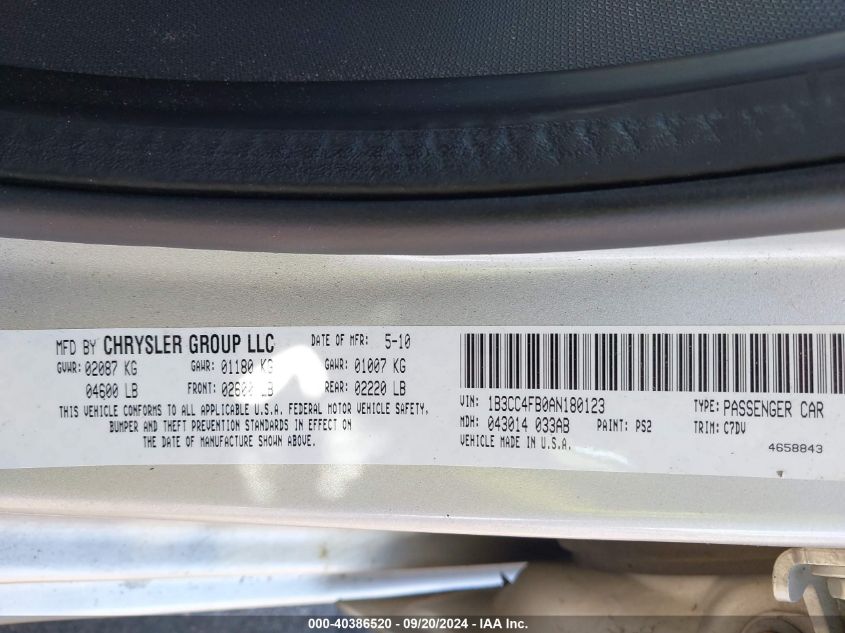 MFD BY CHRYSLER GROUP LLC DATE OF MFR: 5-10
GVWR: 02087 KG GAWR: 01180 KG GAWR: 01007 KG
04600 LB FRONT: 02600 LB REAR: 02220 LB
THIS VEHICLE CONFORMS TO ALL APPLICABLE U.S.A. FEDERAL MOTOR VEHICLE SAFETY,
BUMPER AND THEFT PREVENTION STANDARDS IN EFFECT ON
THE DATE OF MANUFACTURE SHOWN ABOVE.
VIN: 1B3CC4FB0AN180123 TYPE: PASSENGER CAR
MDH: 043014 033AB PAINT: PS2 TRIM: C7DV
VEHICLE MADE IN U.S.A. 4658843
000-40386520 - 09/20/2024 - IAA Inc.